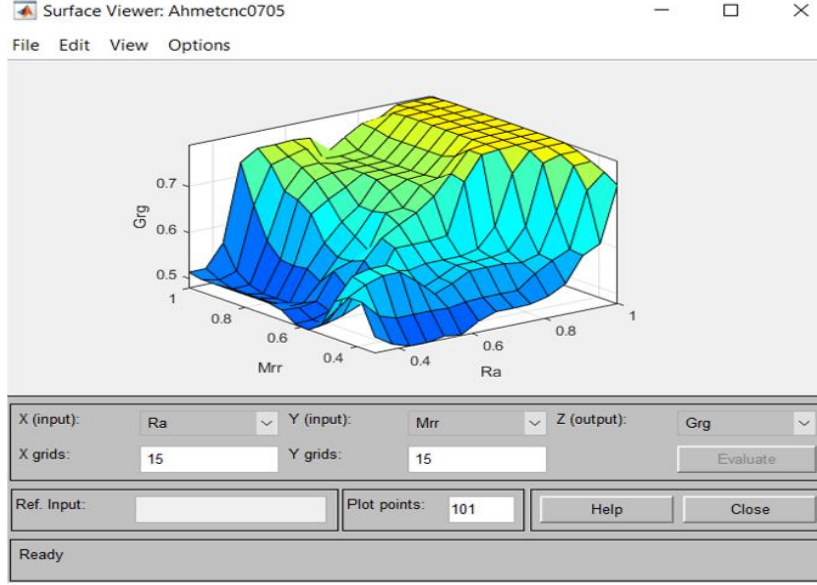 Surface Viewer: Ahmetcnc0705
File Edit View Options
0.7
0.6
0.5
Grg
1
0.8
0.6
0.4
Mrr
0.4
0.6
0.8
1
Ra
X (input): Ra Y (input): Mrr Z (output): Grg
X grids: 15 Y grids: 15 Evaluate
Ref. Input: Plot points: 101 Help Close
Ready